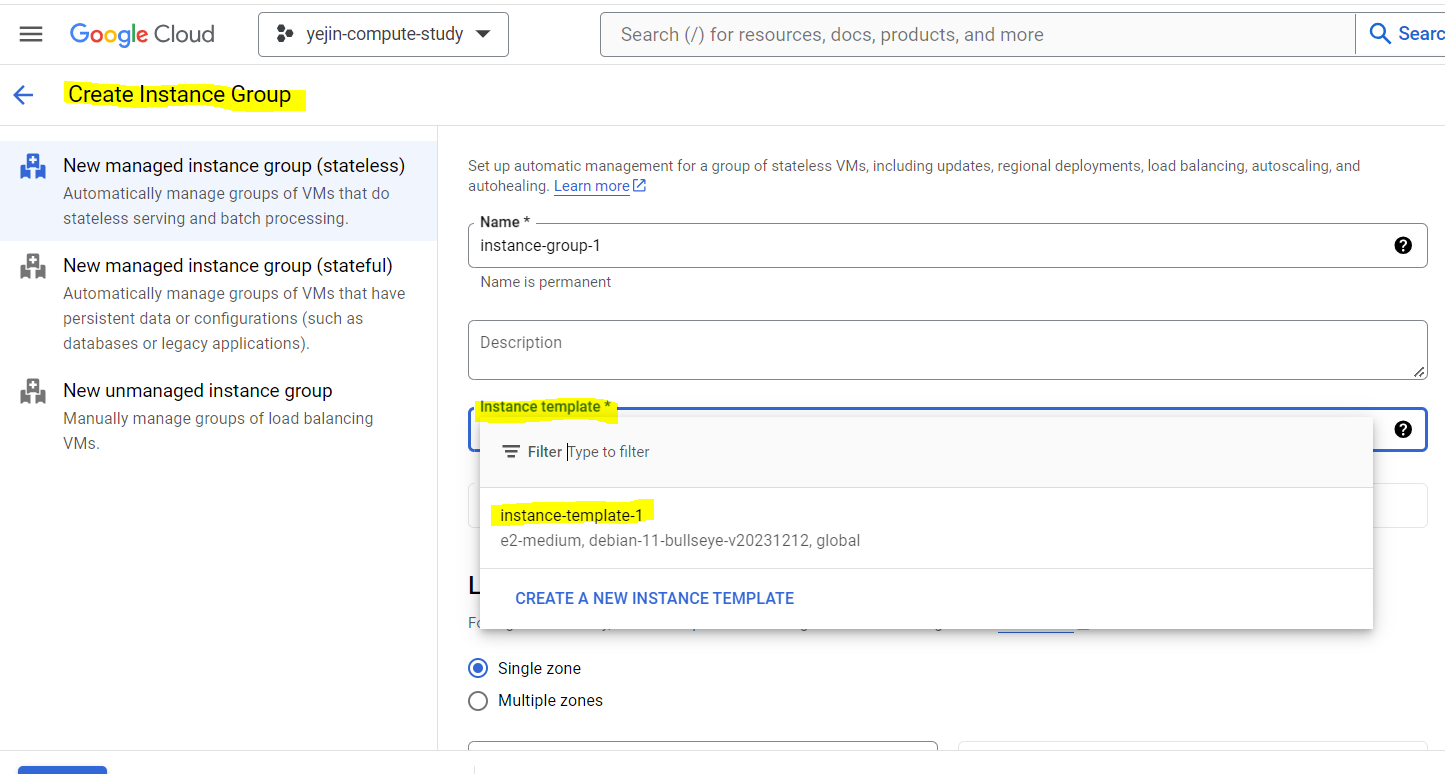 Google Cloud
yejin-compute-study
Search (/) for resources, docs, products, and more
Searc
Create Instance Group
New managed instance group (stateless)
Automatically manage groups of VMs that do
stateless serving and batch processing.
New managed instance group (stateful)
Automatically manage groups of VMs that have
persistent data or configurations (such as
databases or legacy applications).
New unmanaged instance group
Manually manage groups of load balancing
VMs.
Set up automatic management for a group of stateless VMs, including updates, regional deployments, load balancing, autoscaling, and
autohealing. Learn more
Name *
instance-group-1
Name is permanent
Description
Instance template *
Filter Type to filter
instance-template-1
e2-medium, debian-11-bullseye-v20231212, global
CREATE A NEW INSTANCE TEMPLATE
Single zone
Multiple zones